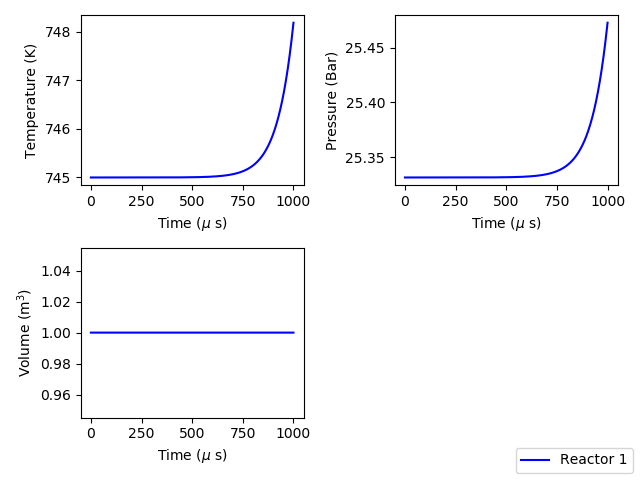 748
747
746
745
Temperature (K)
0 250 500 750 1000
Time (μ s)
25.45
25.40
25.35
Pressure (Bar)
0 250 500 750 1000
Time (μ s)
1.04
1.02
1.00
0.98
0.96
Volume (m³)
0 250 500 750 1000
Time (μ s)
Reactor 1